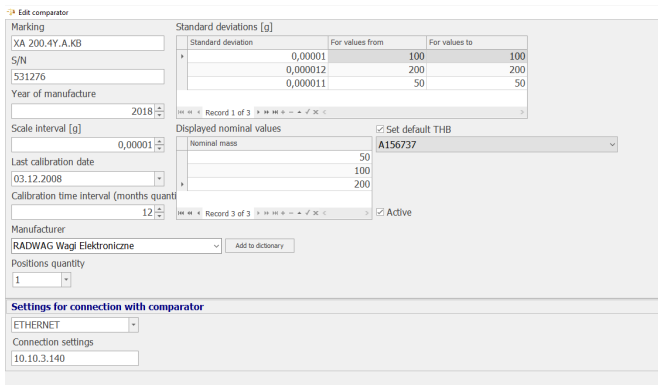 Edit comparator
Marking
XA 200.4Y.A.KB
S/N
531276
Year of manufacture
2018
Scale interval [g]
0,00001
Last calibration date
03.12.2008
Calibration time interval (months quanti
12
Manufacturer
RADWAG Wagi Elektroniczne
Add to dictionary
Positions quantity
1
Standard deviations [g]
Standard deviation For values from For values to
0,00001 100 100
0,000012 200 200
0,000011 50 50
Record 1 of 3
Displayed nominal values
Nominal mass
50
100
200
Record 3 of 3
Set default THB
A156737
Active
Settings for connection with comparator
ETHERNET
Connection settings
10.10.3.140